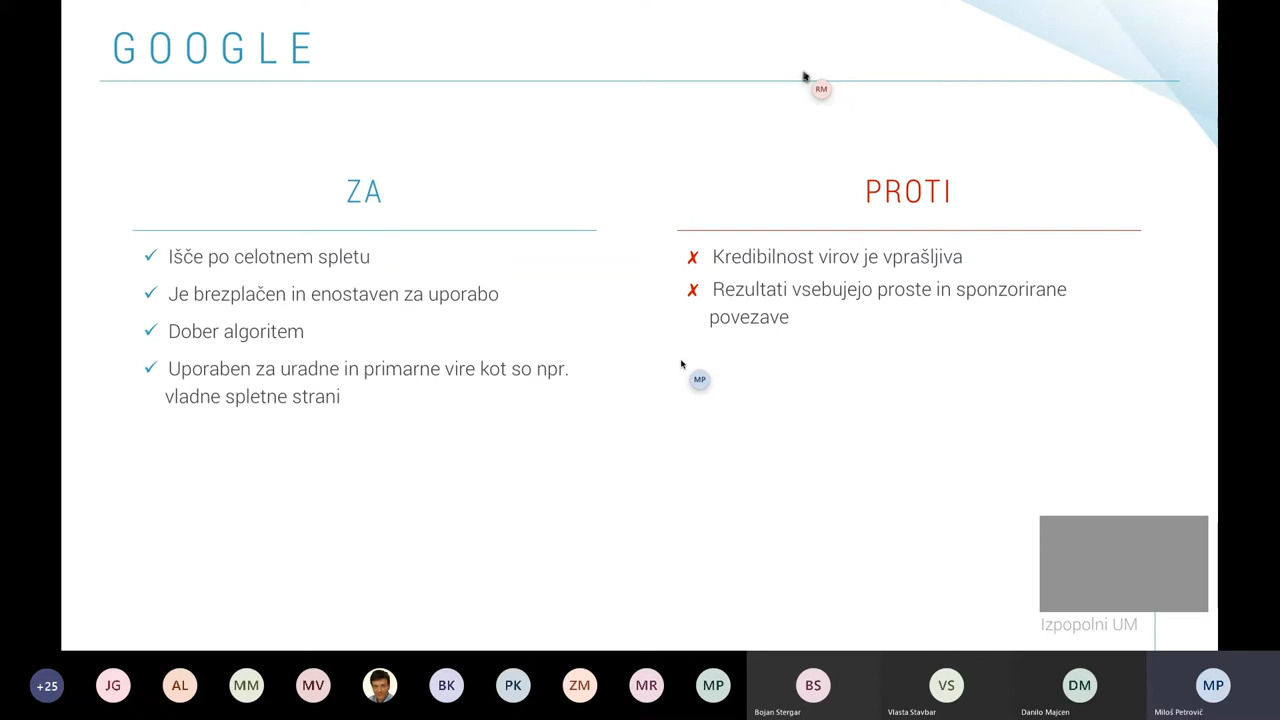 GOOGLE
RM
ZA
✓ Išče po celotnem spletu
✓ Je brezplačen in enostaven za uporabo
✓ Dober algoritem
✓ Uporaben za uradne in primarne vire kot so npr.
vladne spletne strani
PROTI
✗ Kredibilnost virov je vprašljiva
✗ Rezultati vsebujejo proste in sponzorirane
povezave
MP
Izpopolni UM
+25 JG AL MM MV BK PK ZM MR MP BS VS DM MP
Bojan Stergar Vlasta Stavbar Danilo Majcen Miloš Petrovič